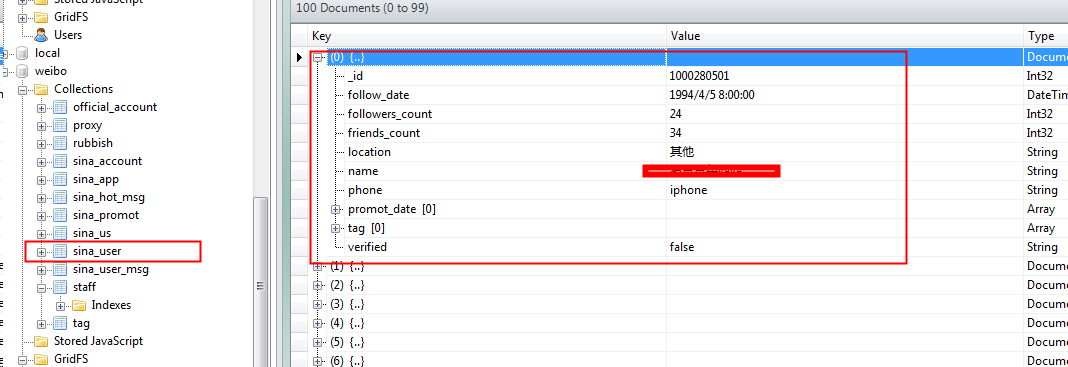 Stored JavaScript
GridFS
Users
local
weibo
Collections
official_account
proxy
rubbish
sina_account
sina_app
sina_hot_msg
sina_promot
sina_us
sina_user
sina_user_msg
staff
Indexes
tag
Stored JavaScript
GridFS
100 Documents (0 to 99)
Key Value Type
(0) {..} Docume
_id 1000280501 Int32
follow_date 1994/4/5 8:00:00 DateTim
followers_count 24 Int32
friends_count 34 Int32
location 其他 String
name String
phone iphone String
promot_date [0] Array
tag [0] Array
verified false String
(1) {..} Docume
(2) {..} Docume
(3) {..} Docume
(4) {..} Docume
(5) {..} Docume
(6) {..} Docume